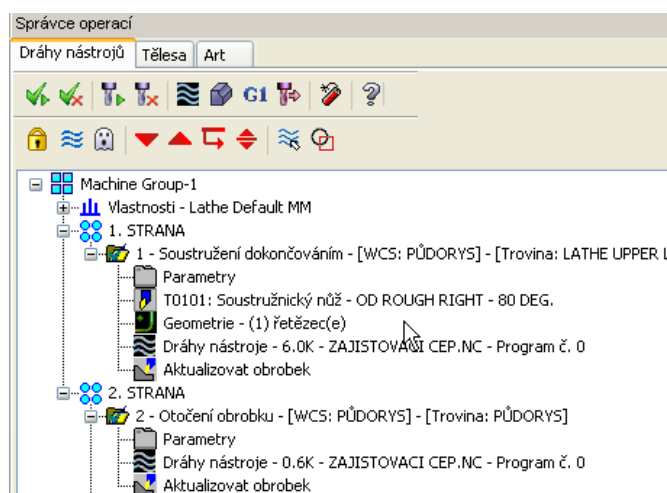 Správce operací
Dráhy nástrojů Tělesa Art
G1
Machine Group-1
Vlastnosti - Lathe Default MM
1. STRANA
1 - Soustružení dokončováním - [WCS: PŮDORYS] - [Trovina: LATHE UPPER L
Parametry
T0101: Soustružnický nůž - OD ROUGH RIGHT - 80 DEG.
Geometrie - (1) řetězec(e)
Dráhy nástroje - 6.0K - ZAJISTOVACI CEP.NC - Program č. 0
Aktualizovat obrobek
2. STRANA
2 - Otočení obrobku - [WCS: PŮDORYS] - [Trovina: PŮDORYS]
Parametry
Dráhy nástroje - 0.6K - ZAJISTOVACI CEP.NC - Program č. 0
Aktualizovat obrobek